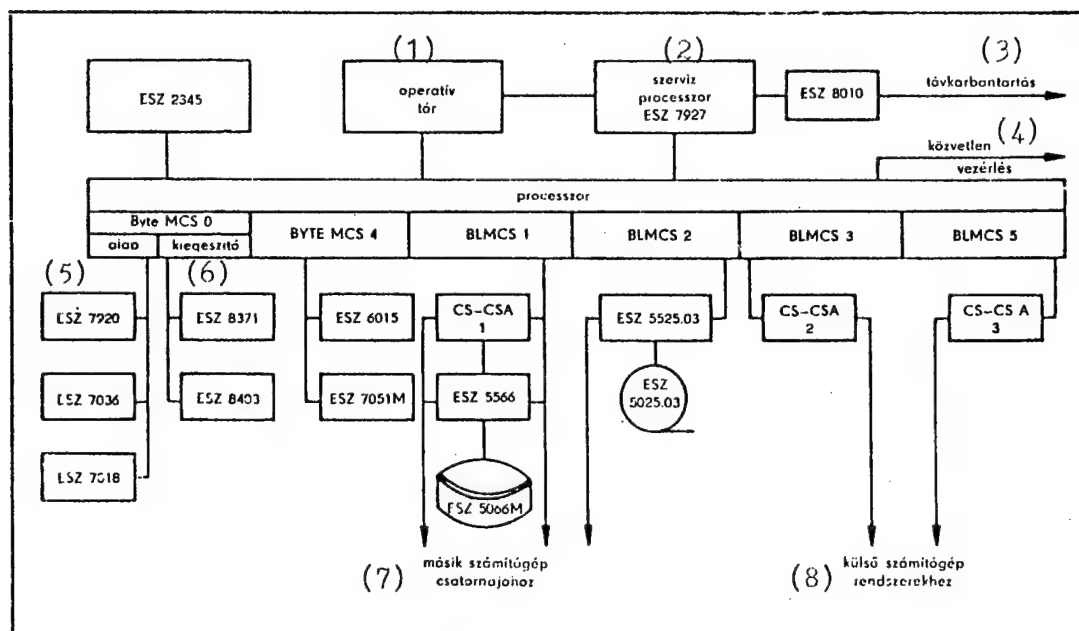 (1)
(2)
(3)
ESZ 2345
operatív
tár
szerviz
processzor
ESZ 7927
ESZ 8010
távkarbantartás
(4)
közvetlen
vezérlés
processzor
Byte MCS 0
alap
kiegészítő
BYTE MCS 4
BLMCS 1
BLMCS 2
BLMCS 3
BLMCS 5
(5)
(6)
ESZ 7920
ESZ 8371
ESZ 6015
CS-CSA
1
ESZ 5525.03
CS-CSA
2
CS-CS A
3
ESZ 7036
ESZ 8403
ESZ 7051M
ESZ 5566
ESZ
5025.03
ESZ 7018
ESZ 5066M
(7)
másik számítógép
csatornájához
(8)
külső számítógép
rendszerekhez